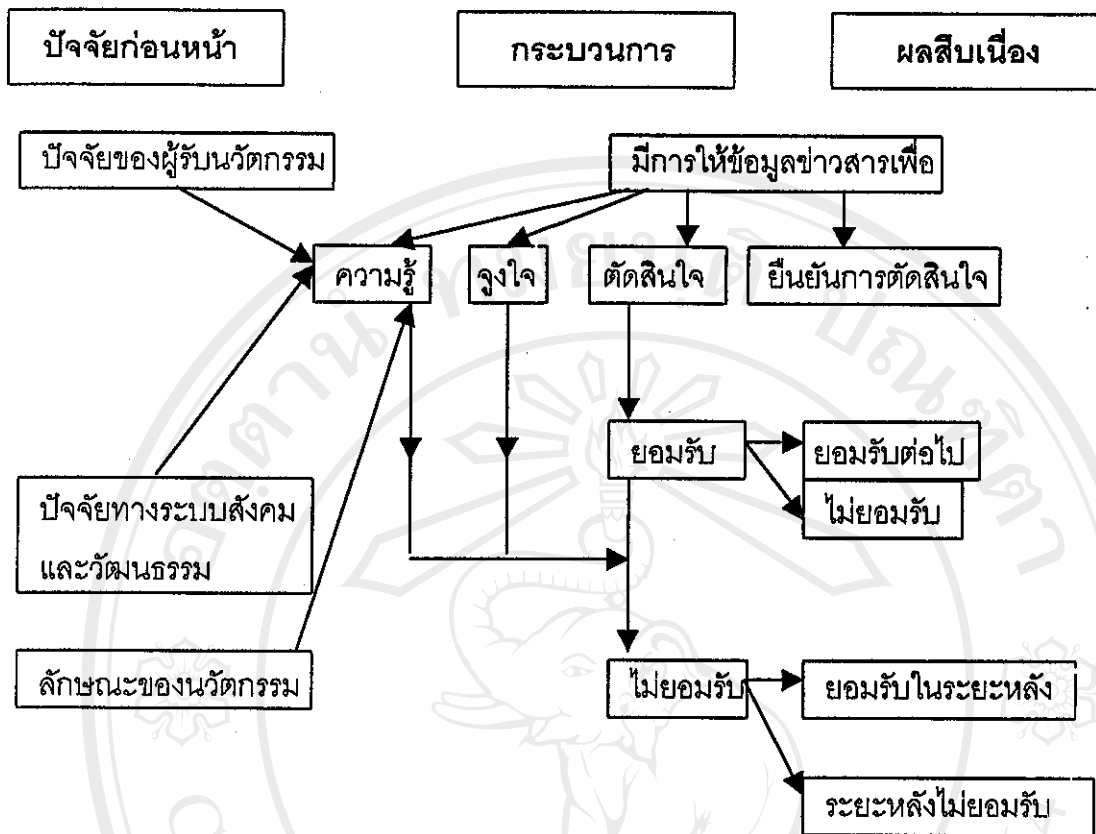 ปัจจัยก่อนหน้า
กระบวนการ
ผลสืบเนื่อง
ปัจจัยของผู้รับนวัตกรรม
มีการให้ข้อมูลข่าวสารเพื่อ
ความรู้
จูงใจ
ตัดสินใจ
ยืนยันการตัดสินใจ
ยอมรับ
ยอมรับต่อไป
ไม่ยอมรับ
ปัจจัยทางระบบสังคม
และวัฒนธรรม
ลักษณะของนวัตกรรม
ไม่ยอมรับ
ยอมรับในระยะหลัง
ระยะหลังไม่ยอมรับ